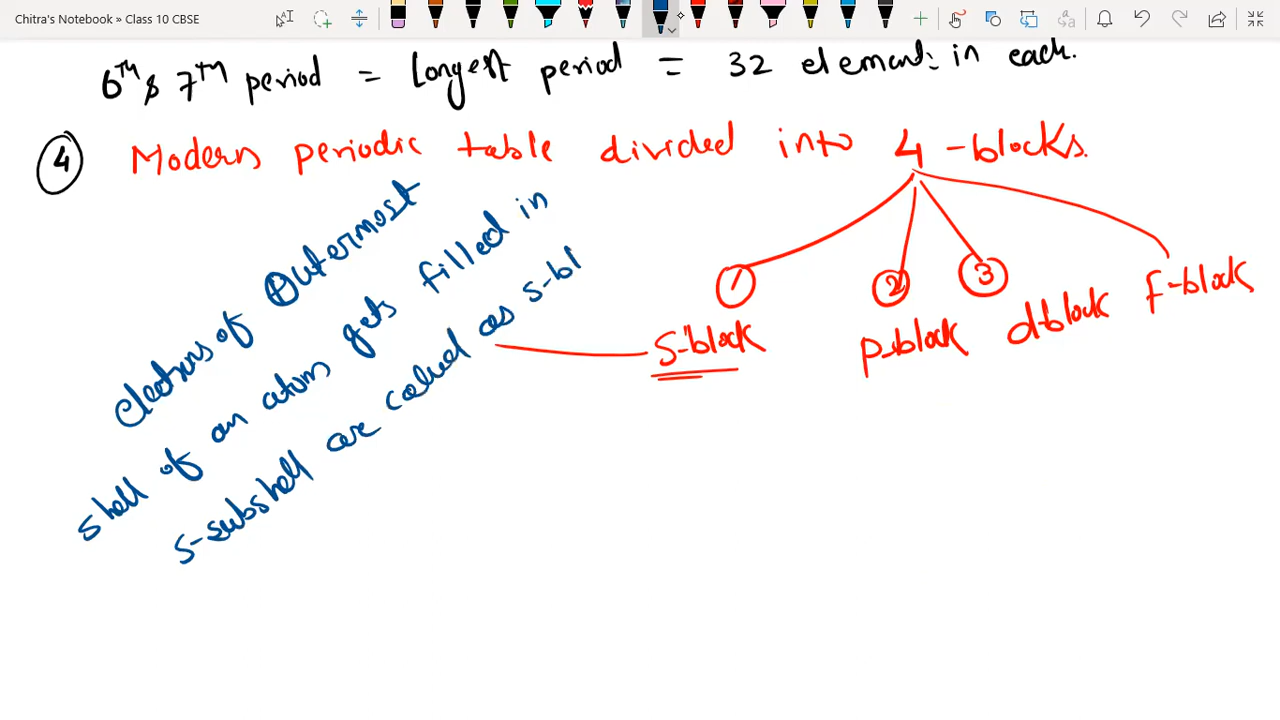 Chitra's Notebook » Class 10 CBSE
6th & 7th period = Longest period = 32 elements in each.
4 Modern periodic table divided into 4-blocks.
1 2 3
s-block p-block d-block F-block
electrons of Outermost
shell of an atom gets filled in
s-subshell are called as s-bl